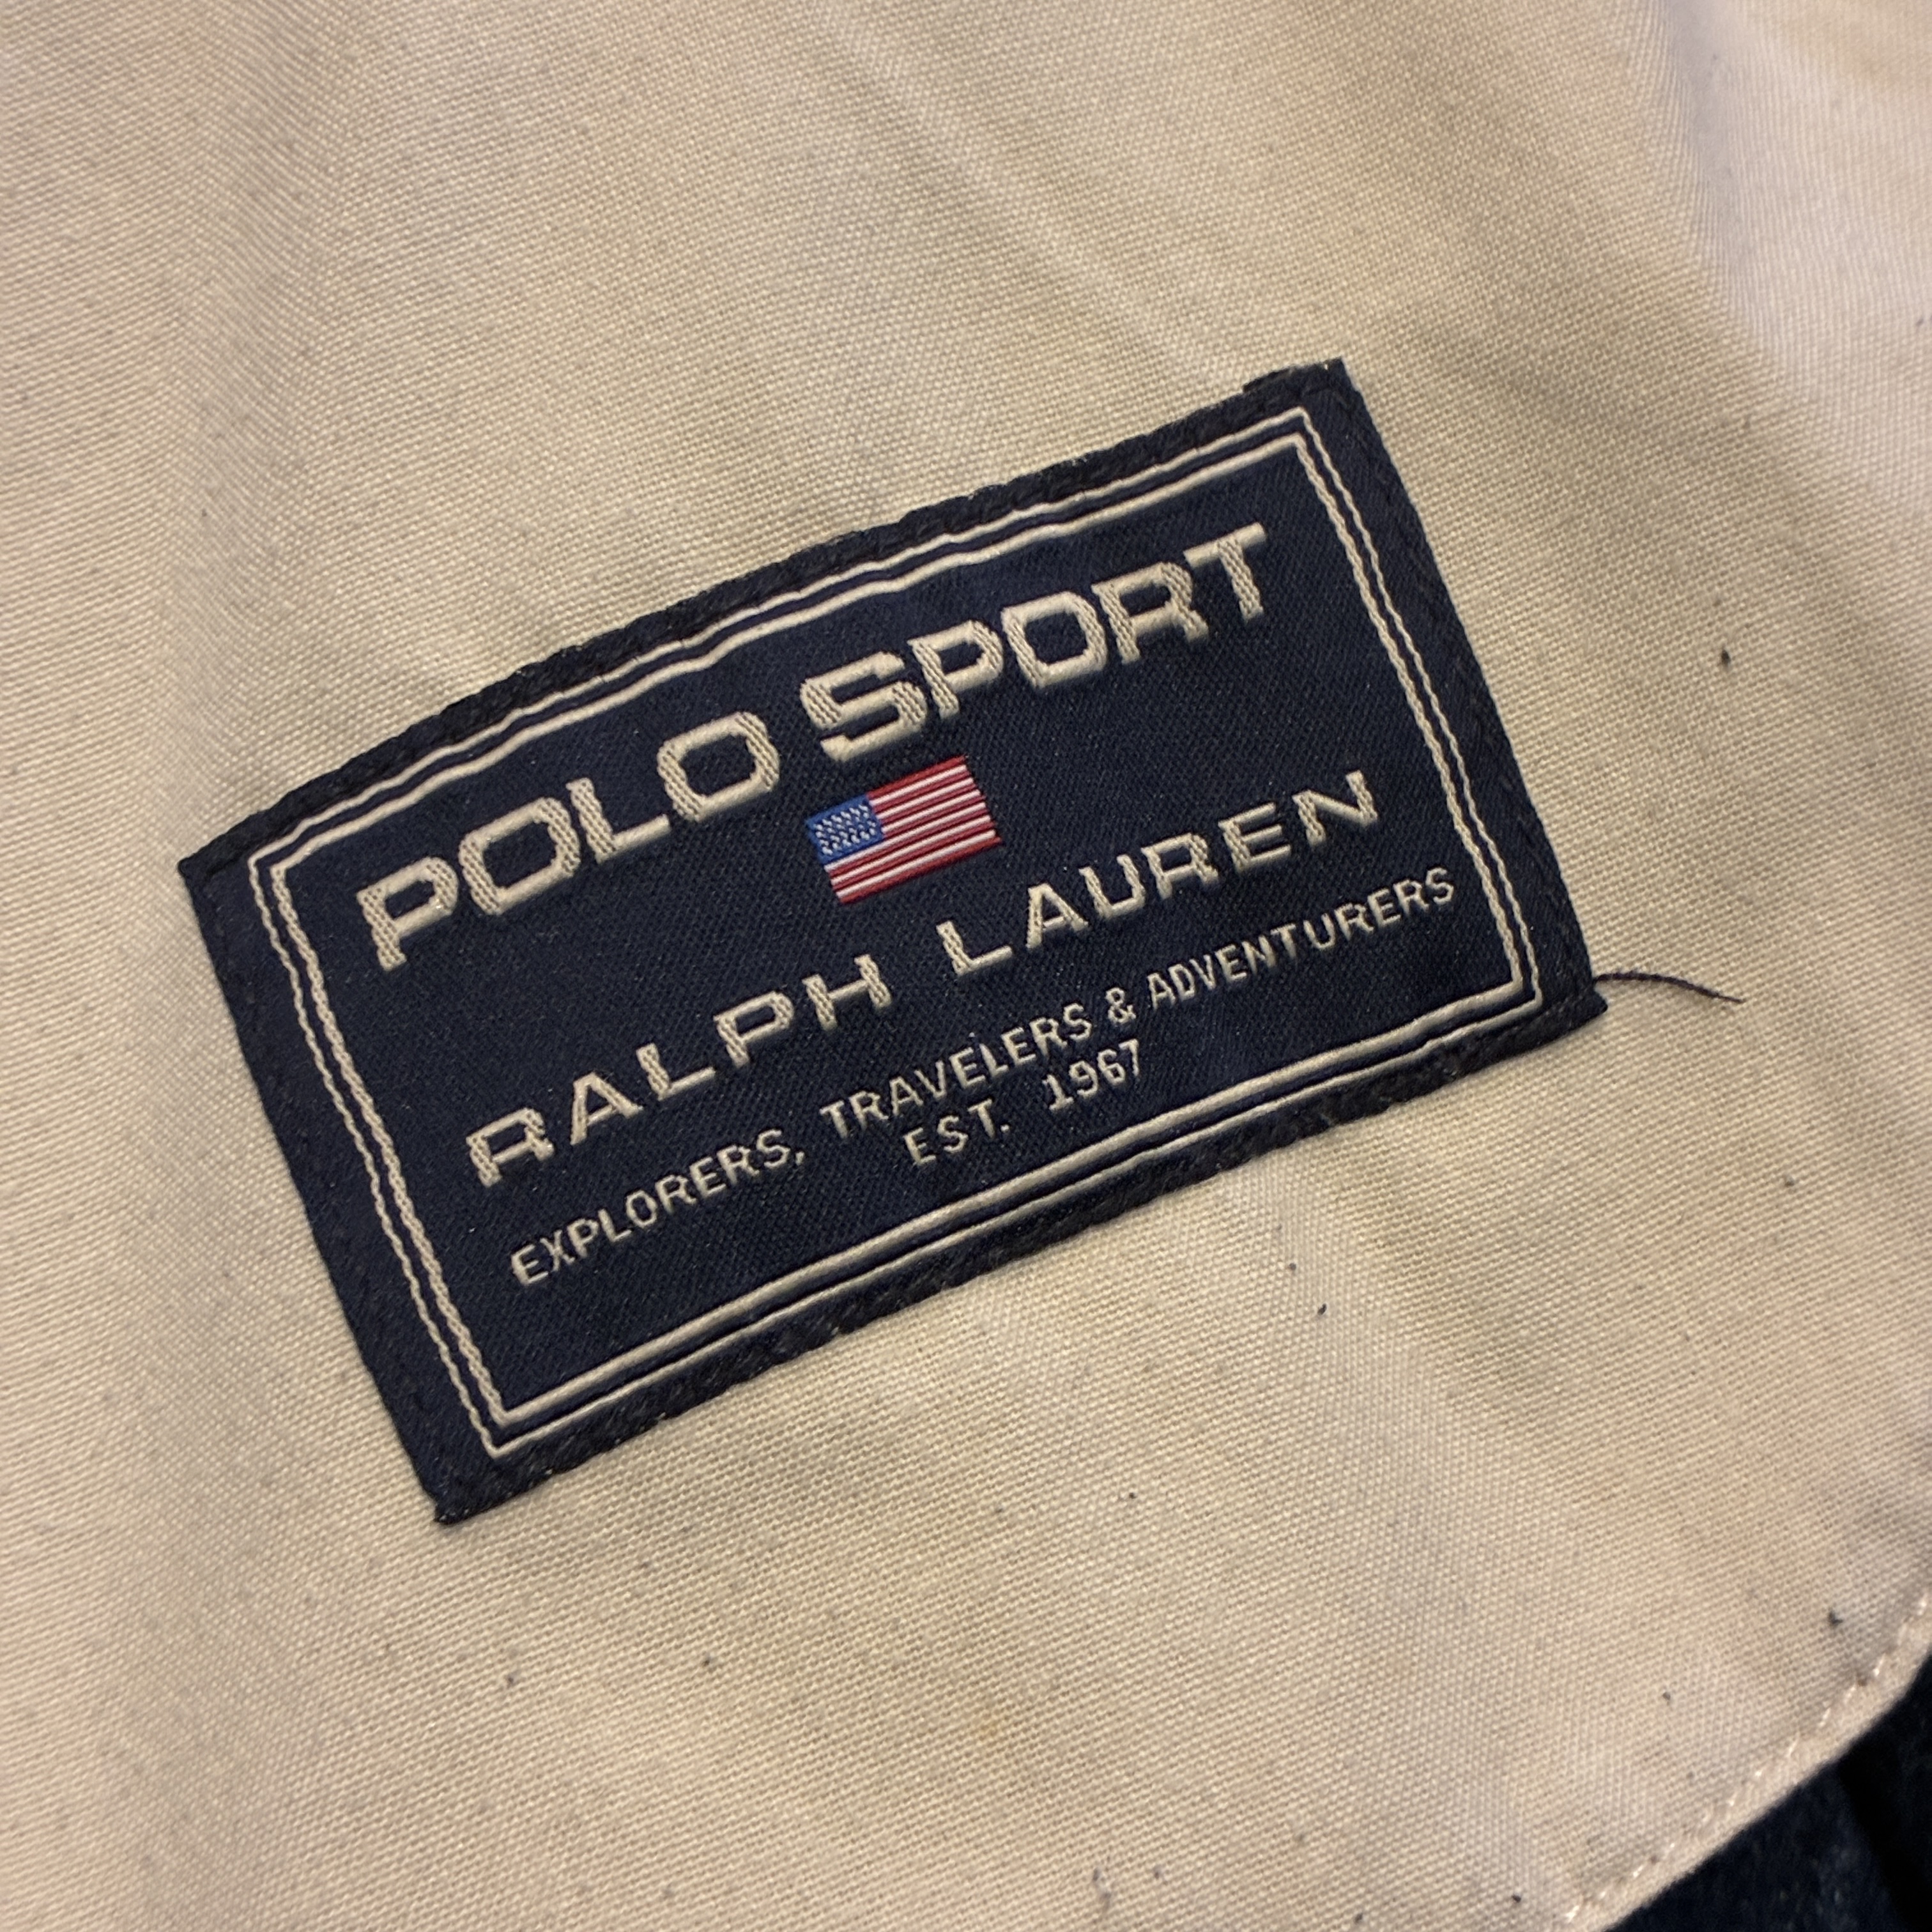 POLO SPORT
RALPH LAUREN
EXPLORERS, TRAVELERS & ADVENTURERS
EST. 1967